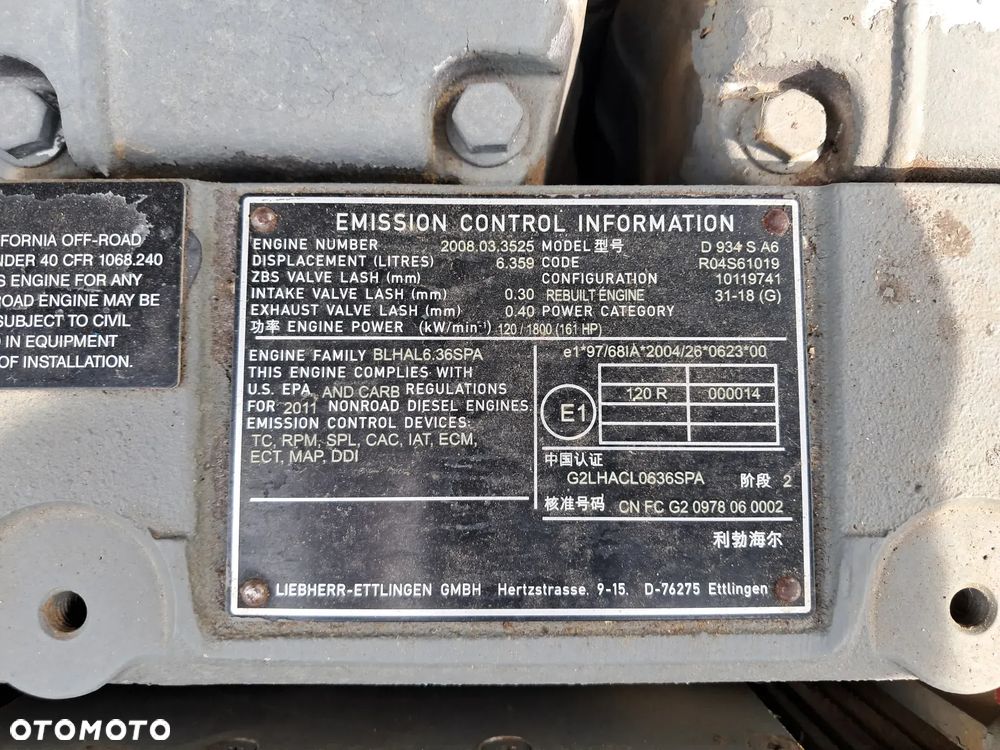 FORNIA OFF-ROAD
NDER 40 CFR 1068.240
S ENGINE FOR ANY
ROAD ENGINE MAY BE
SUBJECT TO CIVIL
D IN EQUIPMENT
OF INSTALLATION.
EMISSION CONTROL INFORMATION
ENGINE NUMBER 2008.03.3525 MODEL 型号 D 934 S A6
DISPLACEMENT (LITRES) 6.359 CODE R04S61019
ZBS VALVE LASH (mm) CONFIGURATION 10119741
INTAKE VALVE LASH (mm) 0.30 REBUILT ENGINE 31-18 (G)
EXHAUST VALVE LASH (mm) 0.40 POWER CATEGORY
功率 ENGINE POWER (kW/min⁻¹) 120 / 1800 (161 HP)
ENGINE FAMILY BLHAL6.36SPA
THIS ENGINE COMPLIES WITH
U.S. EPA, AND CARB REGULATIONS
FOR 2011 NONROAD DIESEL ENGINES.
EMISSION CONTROL DEVICES:
TC, RPM, SPL, CAC, IAT, ECM,
ECT, MAP, DDI
e1*97/68IA*2004/26*0623*00
E1
120 R 000014
中国认证
G2LHACL0636SPA 阶段 2
核准号码 CN FC G2 0978 06 0002
利勃海尔
LIEBHERR-ETTLINGEN GMBH Hertzstrasse. 9-15. D-76275 Ettlingen
OTOMOTO